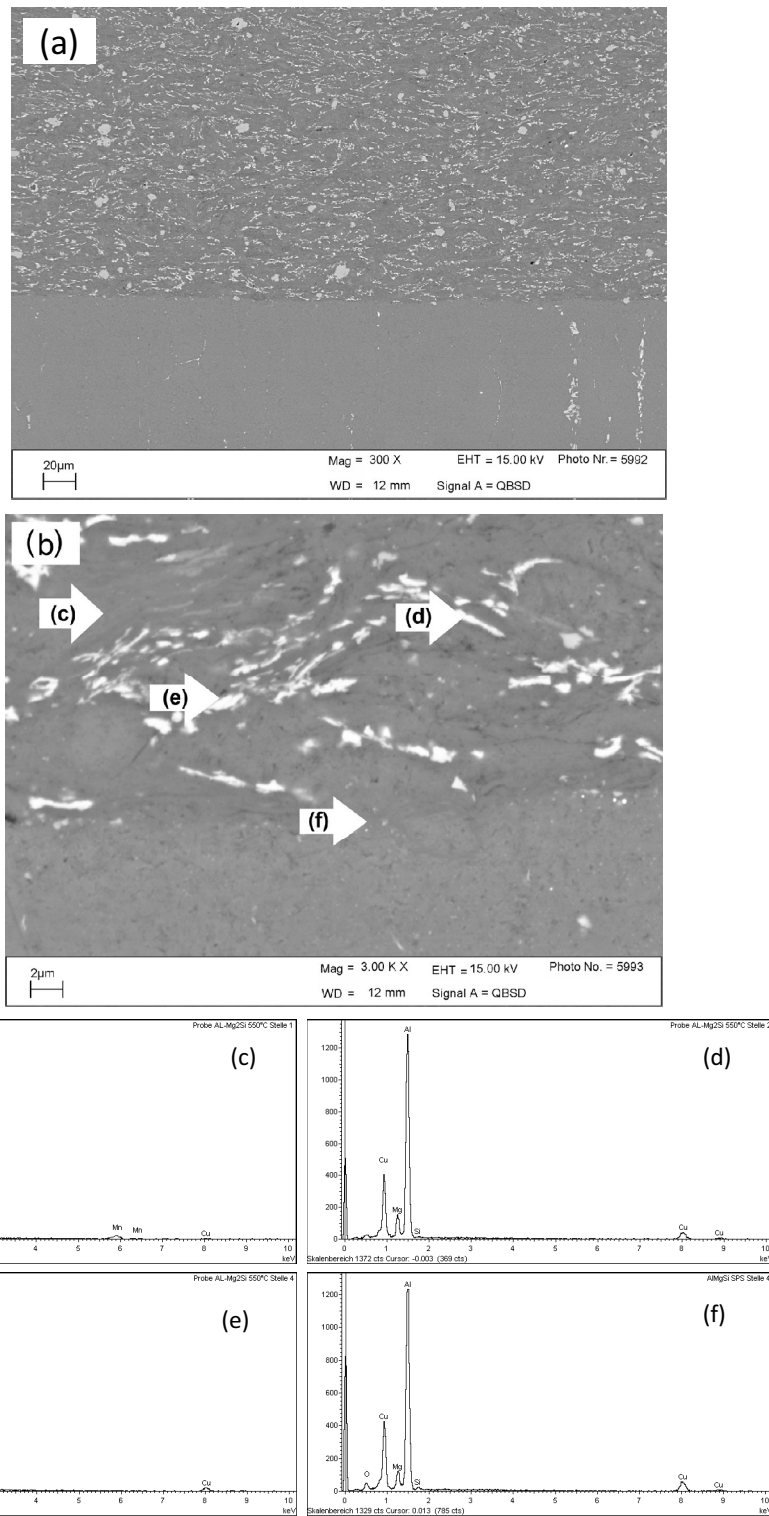 (a)
20µm
Mag = 300 X EHT = 15.00 kV Photo Nr. = 5992
WD = 12 mm Signal A = QBSD
(b)
(c)
(d)
(e)
(f)
2µm
Mag = 3.00 K X EHT = 15.00 kV Photo No. = 5993
WD = 12 mm Signal A = QBSD
Probe AL-Mg2Si 550°C Stelle 1
(c)
Mn
Mn
Cu
4 5 6 7 8 9 10
keV
Probe AL-Mg2Si 550°C Stelle 2
(d)
Al
Cu
Mg
Si
Cu
Cu
1200
1000
800
600
400
200
0
0 1 2 3 4 5 6 7 8 9 10
Skalenbereich 1372 cts Cursor: -0.003 (369 cts) keV
Probe AL-Mg2Si 550°C Stelle 4
(e)
Cu
4 5 6 7 8 9 10
keV
AlMgSi SPS Stelle 4
(f)
Al
Cu
O
Mg
Si
Cu
Cu
1200
1000
800
600
400
200
0
0 1 2 3 4 5 6 7 8 9 10
Skalenbereich 1329 cts Cursor: 0.013 (785 cts) keV